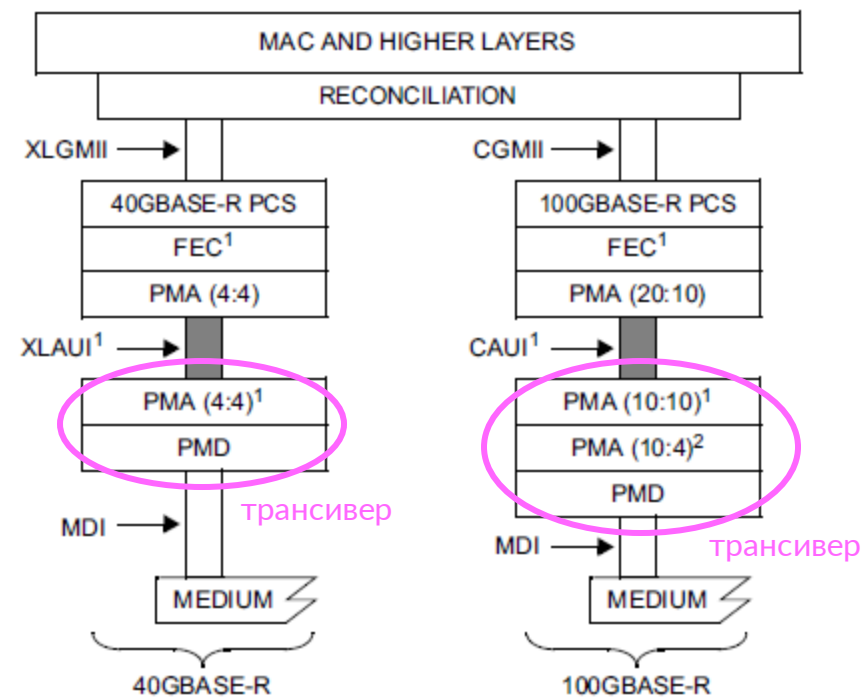 MAC AND HIGHER LAYERS
RECONCILIATION
XLGMII
40GBASE-R PCS
FEC1
PMA (4:4)
XLAUI1
PMA (4:4)1
PMD
трансивер
MDI
MEDIUM
40GBASE-R
CGMII
100GBASE-R PCS
FEC1
PMA (20:10)
CAUI1
PMA (10:10)1
PMA (10:4)2
PMD
трансивер
MDI
MEDIUM
100GBASE-R